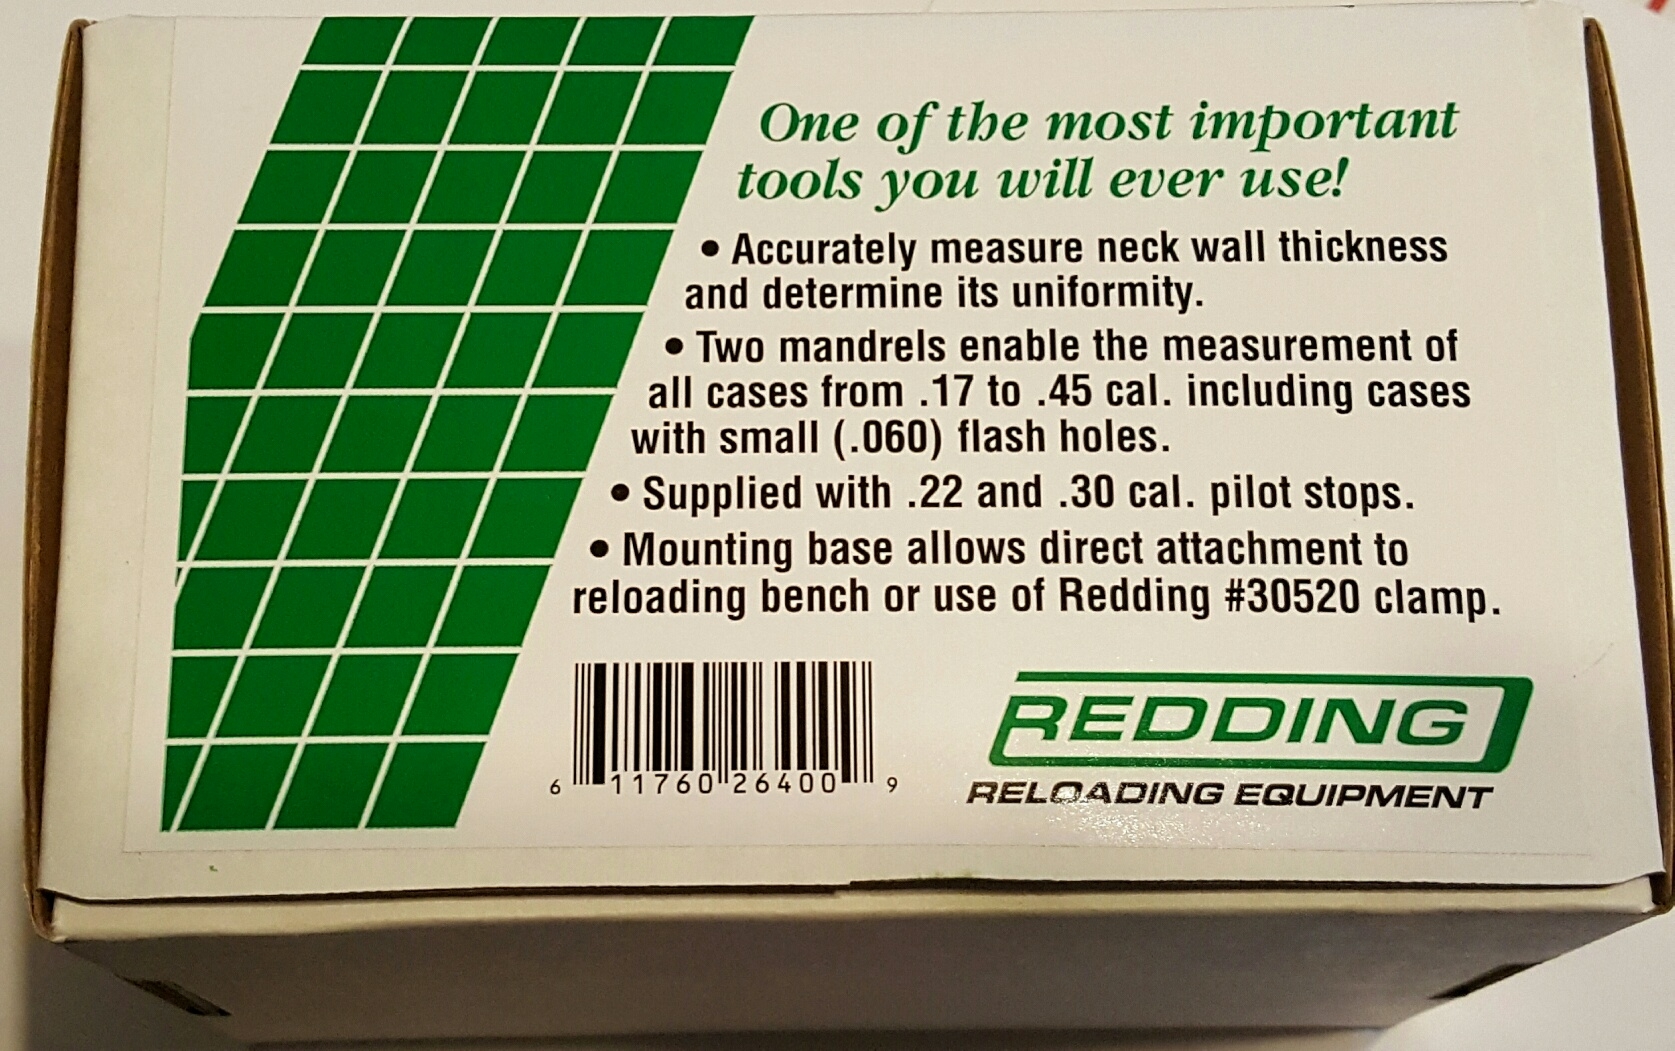 One of the most important
tools you will ever use!
• Accurately measure neck wall thickness
and determine its uniformity.
• Two mandrels enable the measurement of
all cases from .17 to .45 cal. including cases
with small (.060) flash holes.
• Supplied with .22 and .30 cal. pilot stops.
• Mounting base allows direct attachment to
reloading bench or use of Redding #30520 clamp.
6 11760 26400 9
REDDING
RELOADING EQUIPMENT